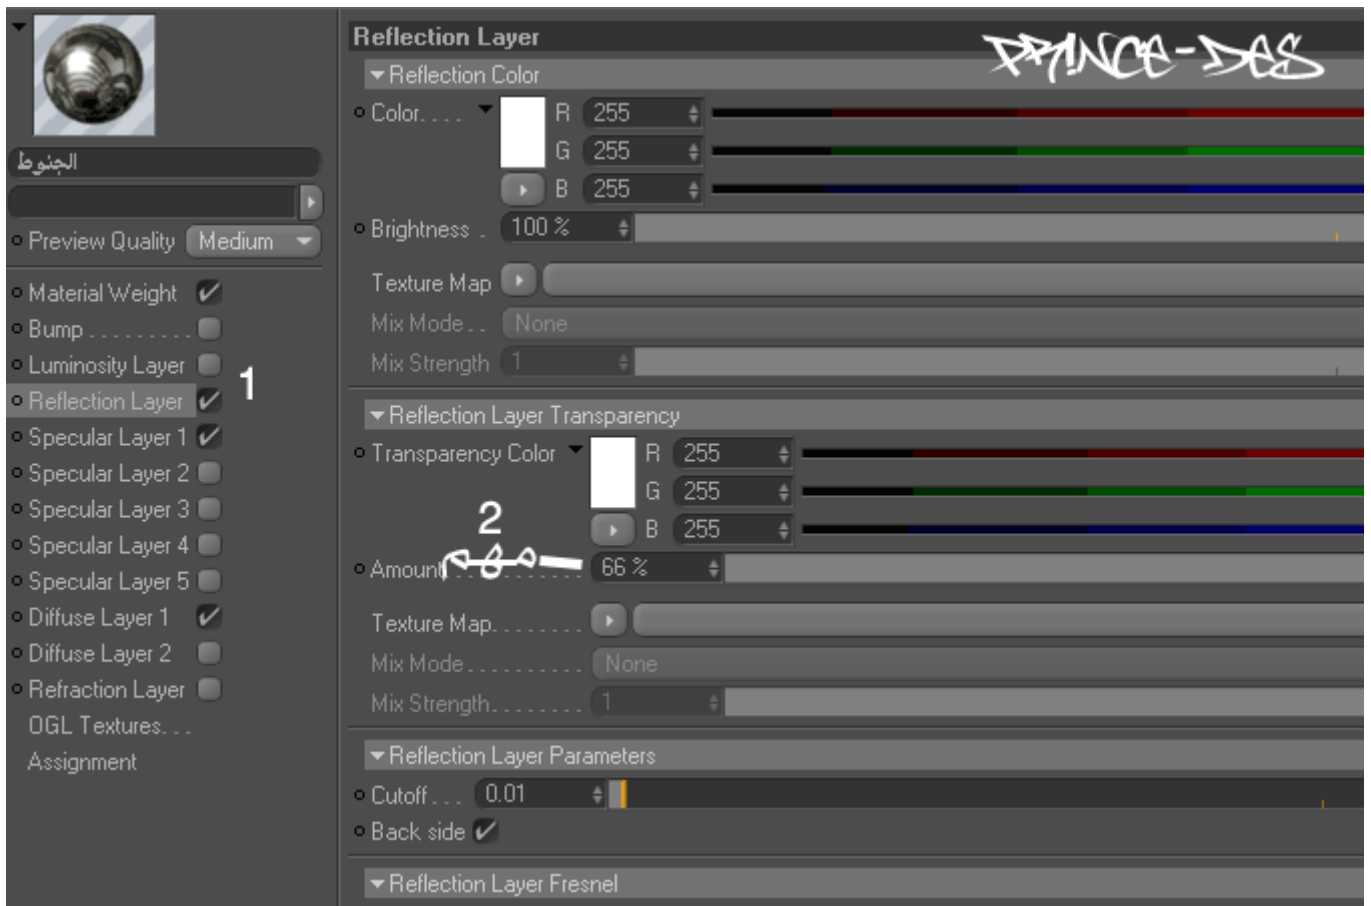 الجنوط
Preview Quality Medium
Material Weight
Bump . . . . . . . . .
Luminosity Layer
1
Reflection Layer
Specular Layer 1
Specular Layer 2
Specular Layer 3
Specular Layer 4
Specular Layer 5
Diffuse Layer 1
Diffuse Layer 2
Refraction Layer
OGL Textures. . .
Assignment
Reflection Layer
PRINCE-DES
Reflection Color
Color. . . . R 255
G 255
B 255
Brightness . 100 %
Texture Map
Mix Mode . . None
Mix Strength 1
Reflection Layer Transparency
Transparency Color R 255
G 255
2
B 255
Amount . . . . . . . . . 66 %
Texture Map. . . . . . . .
Mix Mode . . . . . . . . . . None
Mix Strength. . . . . . . . 1
Reflection Layer Parameters
Cutoff . . . 0.01
Back side
Reflection Layer Fresnel